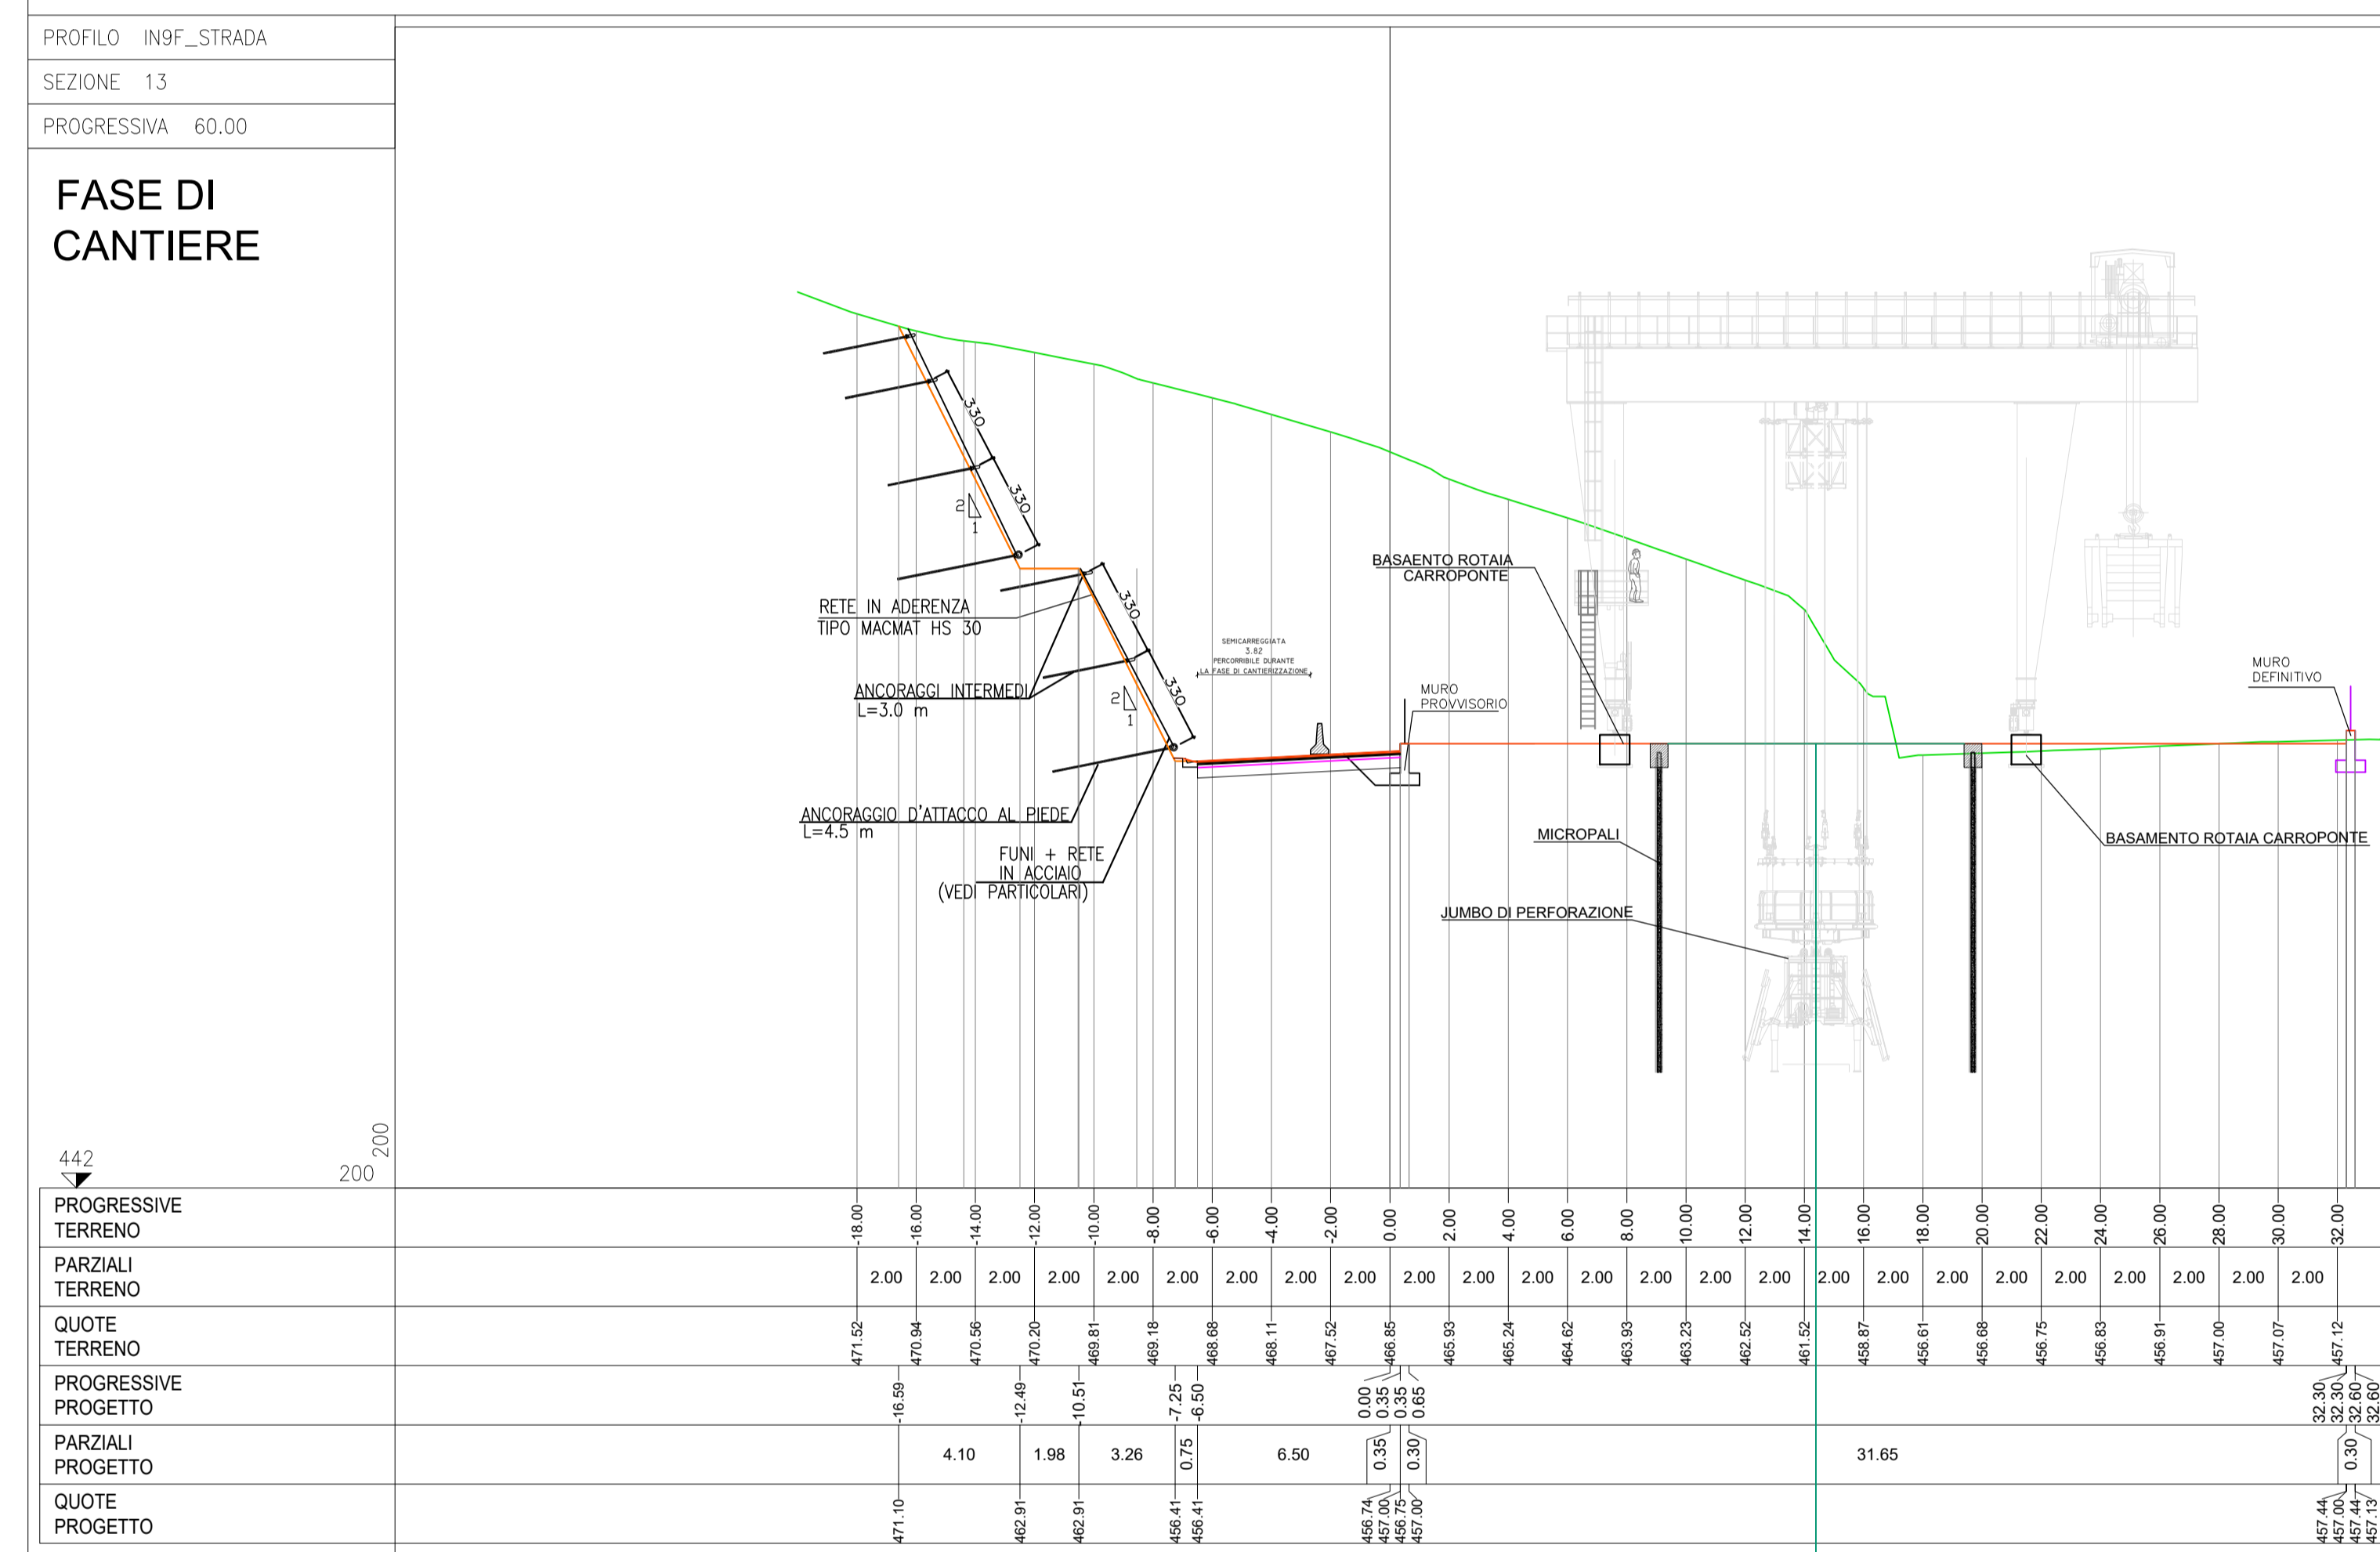 PROFILO IN9F_STRADA
SEZIONE 13
PROGRESSIVA 60.00
FASE DI
CANTIERE
330
330
2
1
RETE IN ADERENZA
TIPO MACMAT HS 30
330
330
2
1
ANCORAGGI INTERMEDI
L=3.0 m
ANCORAGGIO D'ATTACCO AL PIEDE
L=4.5 m
FUNI + RETE
IN ACCIAIO
(VEDI PARTICOLARI)
SEMICARREGGIATA
3.82
PERCORRIBILE DURANTE
LA FASE DI CANTIERIZZAZIONE
BASAENTO ROTAIA
CARROPONTE
MURO
PROVVISORIO
MURO
DEFINITIVO
MICROPALI
BASAMENTO ROTAIA CARROPONTE
JUMBO DI PERFORAZIONE
442
200
200
PROGRESSIVE
TERRENO
-18.00 -16.00 -14.00 -12.00 -10.00 -8.00 -6.00 -4.00 -2.00 0.00 2.00 4.00 6.00 8.00 10.00 12.00 14.00 16.00 18.00 20.00 22.00 24.00 26.00 28.00 30.00 32.00
PARZIALI
TERRENO
2.00 2.00 2.00 2.00 2.00 2.00 2.00 2.00 2.00 2.00 2.00 2.00 2.00 2.00 2.00 2.00 2.00 2.00 2.00 2.00 2.00 2.00 2.00 2.00 2.00
QUOTE
TERRENO
471.52 470.94 470.56 470.20 469.81 469.18 468.68 468.11 467.52 466.85 465.93 465.24 464.62 463.93 463.23 462.52 461.52 458.87 456.61 456.68 456.75 456.83 456.91 457.00 457.07 457.12
PROGRESSIVE
PROGETTO
-16.59 -12.49 -10.51 -7.25 -6.50 0.00 0.35 0.35 0.65 32.30 32.30 32.60 32.60
PARZIALI
PROGETTO
4.10 1.98 3.26 0.75 6.50 0.35 0.30 31.65 0.30
QUOTE
PROGETTO
471.10 462.91 462.91 456.41 456.41 456.74 457.00 456.75 457.00 457.44 457.00 457.44 457.13